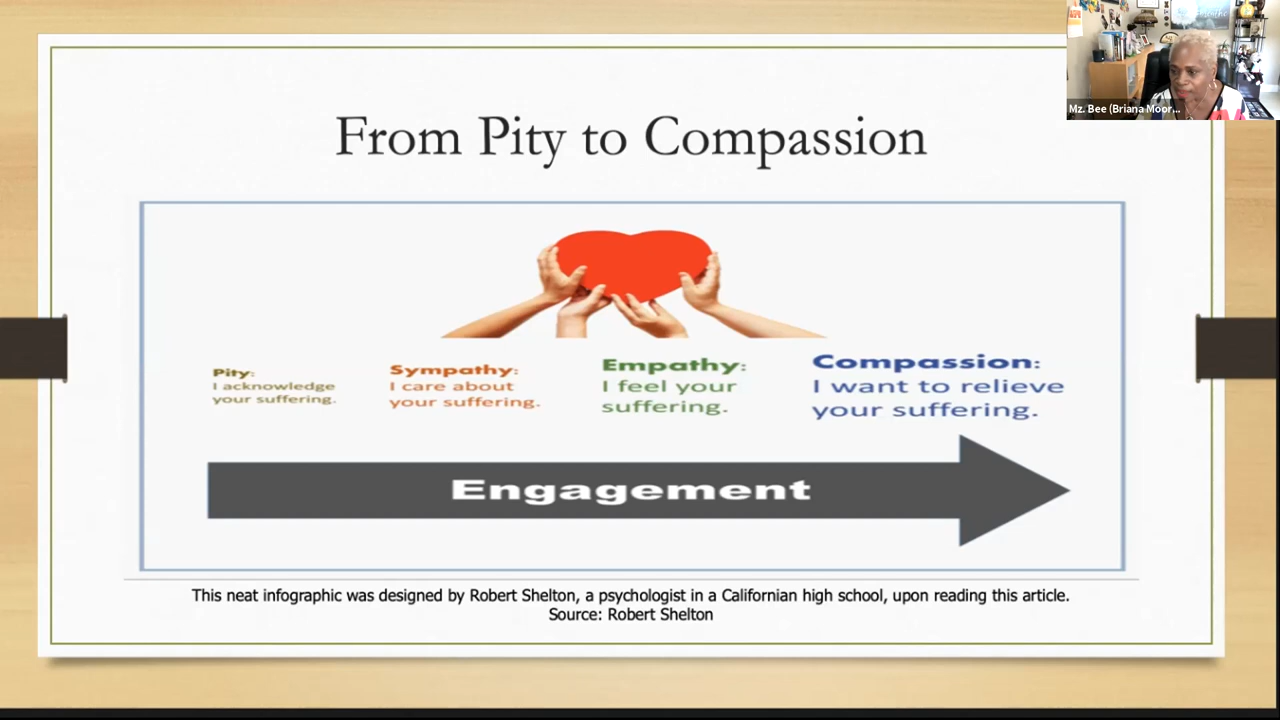 From Pity to Compassion
Mz. Bee (Briana Moor...
Pity:
I acknowledge
your suffering.
Sympathy:
I care about
your suffering.
Empathy:
I feel your
suffering.
Compassion:
I want to relieve
your suffering.
Engagement
This neat infographic was designed by Robert Shelton, a psychologist in a Californian high school, upon reading this article.
Source: Robert Shelton